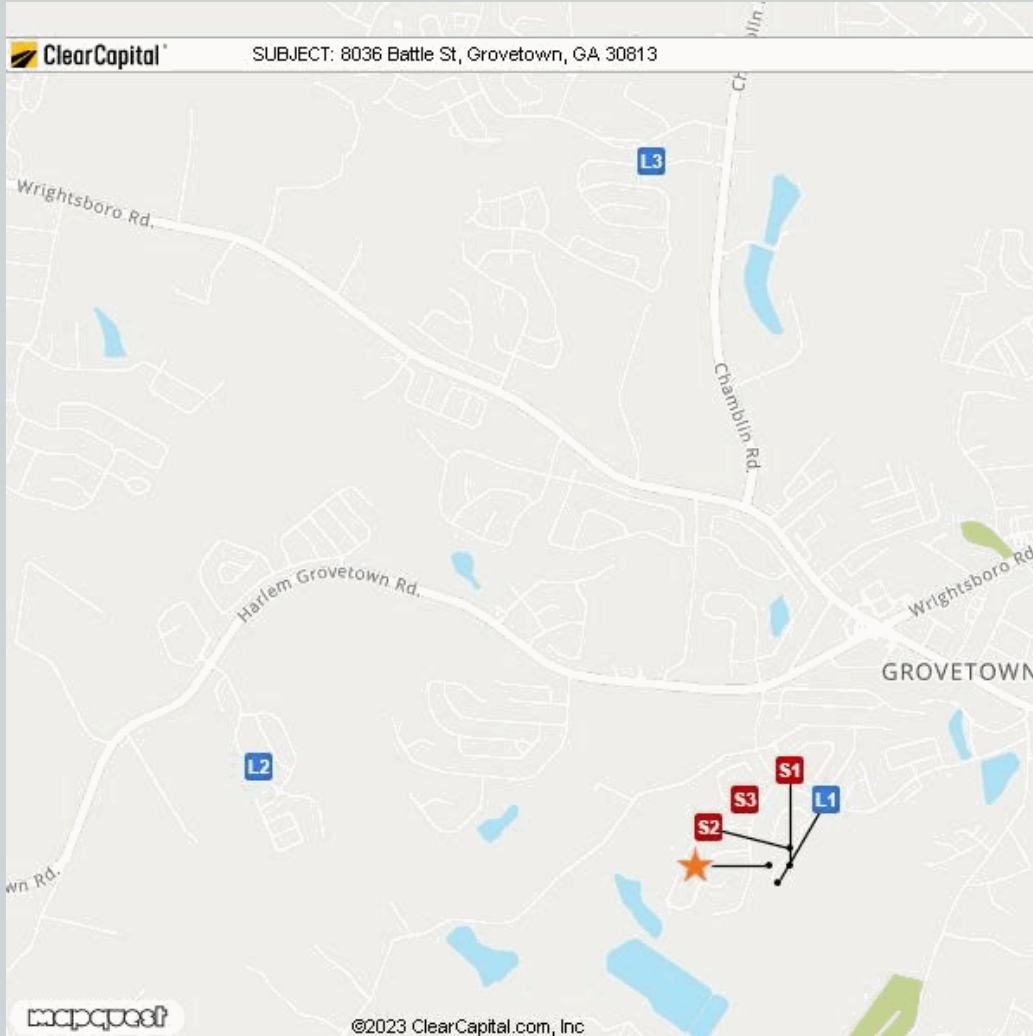 ClearCapital
SUBJECT: 8036 Battle St, Grovetown, GA 30813
L3
Wrightsboro Rd.
Chamblin Rd.
Harlem Grovetown Rd.
Wrightsboro Rd
GROVETOWN
L2
S1
S3
L1
S2
wn Rd.
mapquest
©2023 ClearCapital.com, Inc